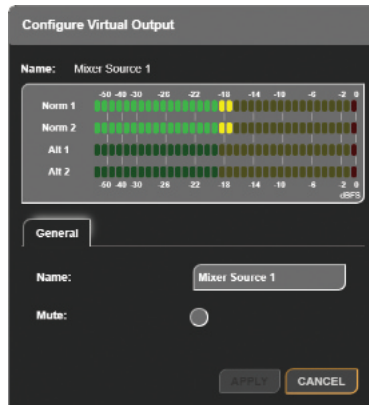 Configure Virtual Output
Name: Mixer Source 1
-50 -40 -30 -26 -22 -18 -14 -10 -6 -2 0
Norm 1
Norm 2
Alt 1
Alt 2
-50 -40 -30 -26 -22 -18 -14 -10 -6 -2 0
dBFS
General
Name: Mixer Source 1
Mute:
APPLY CANCEL